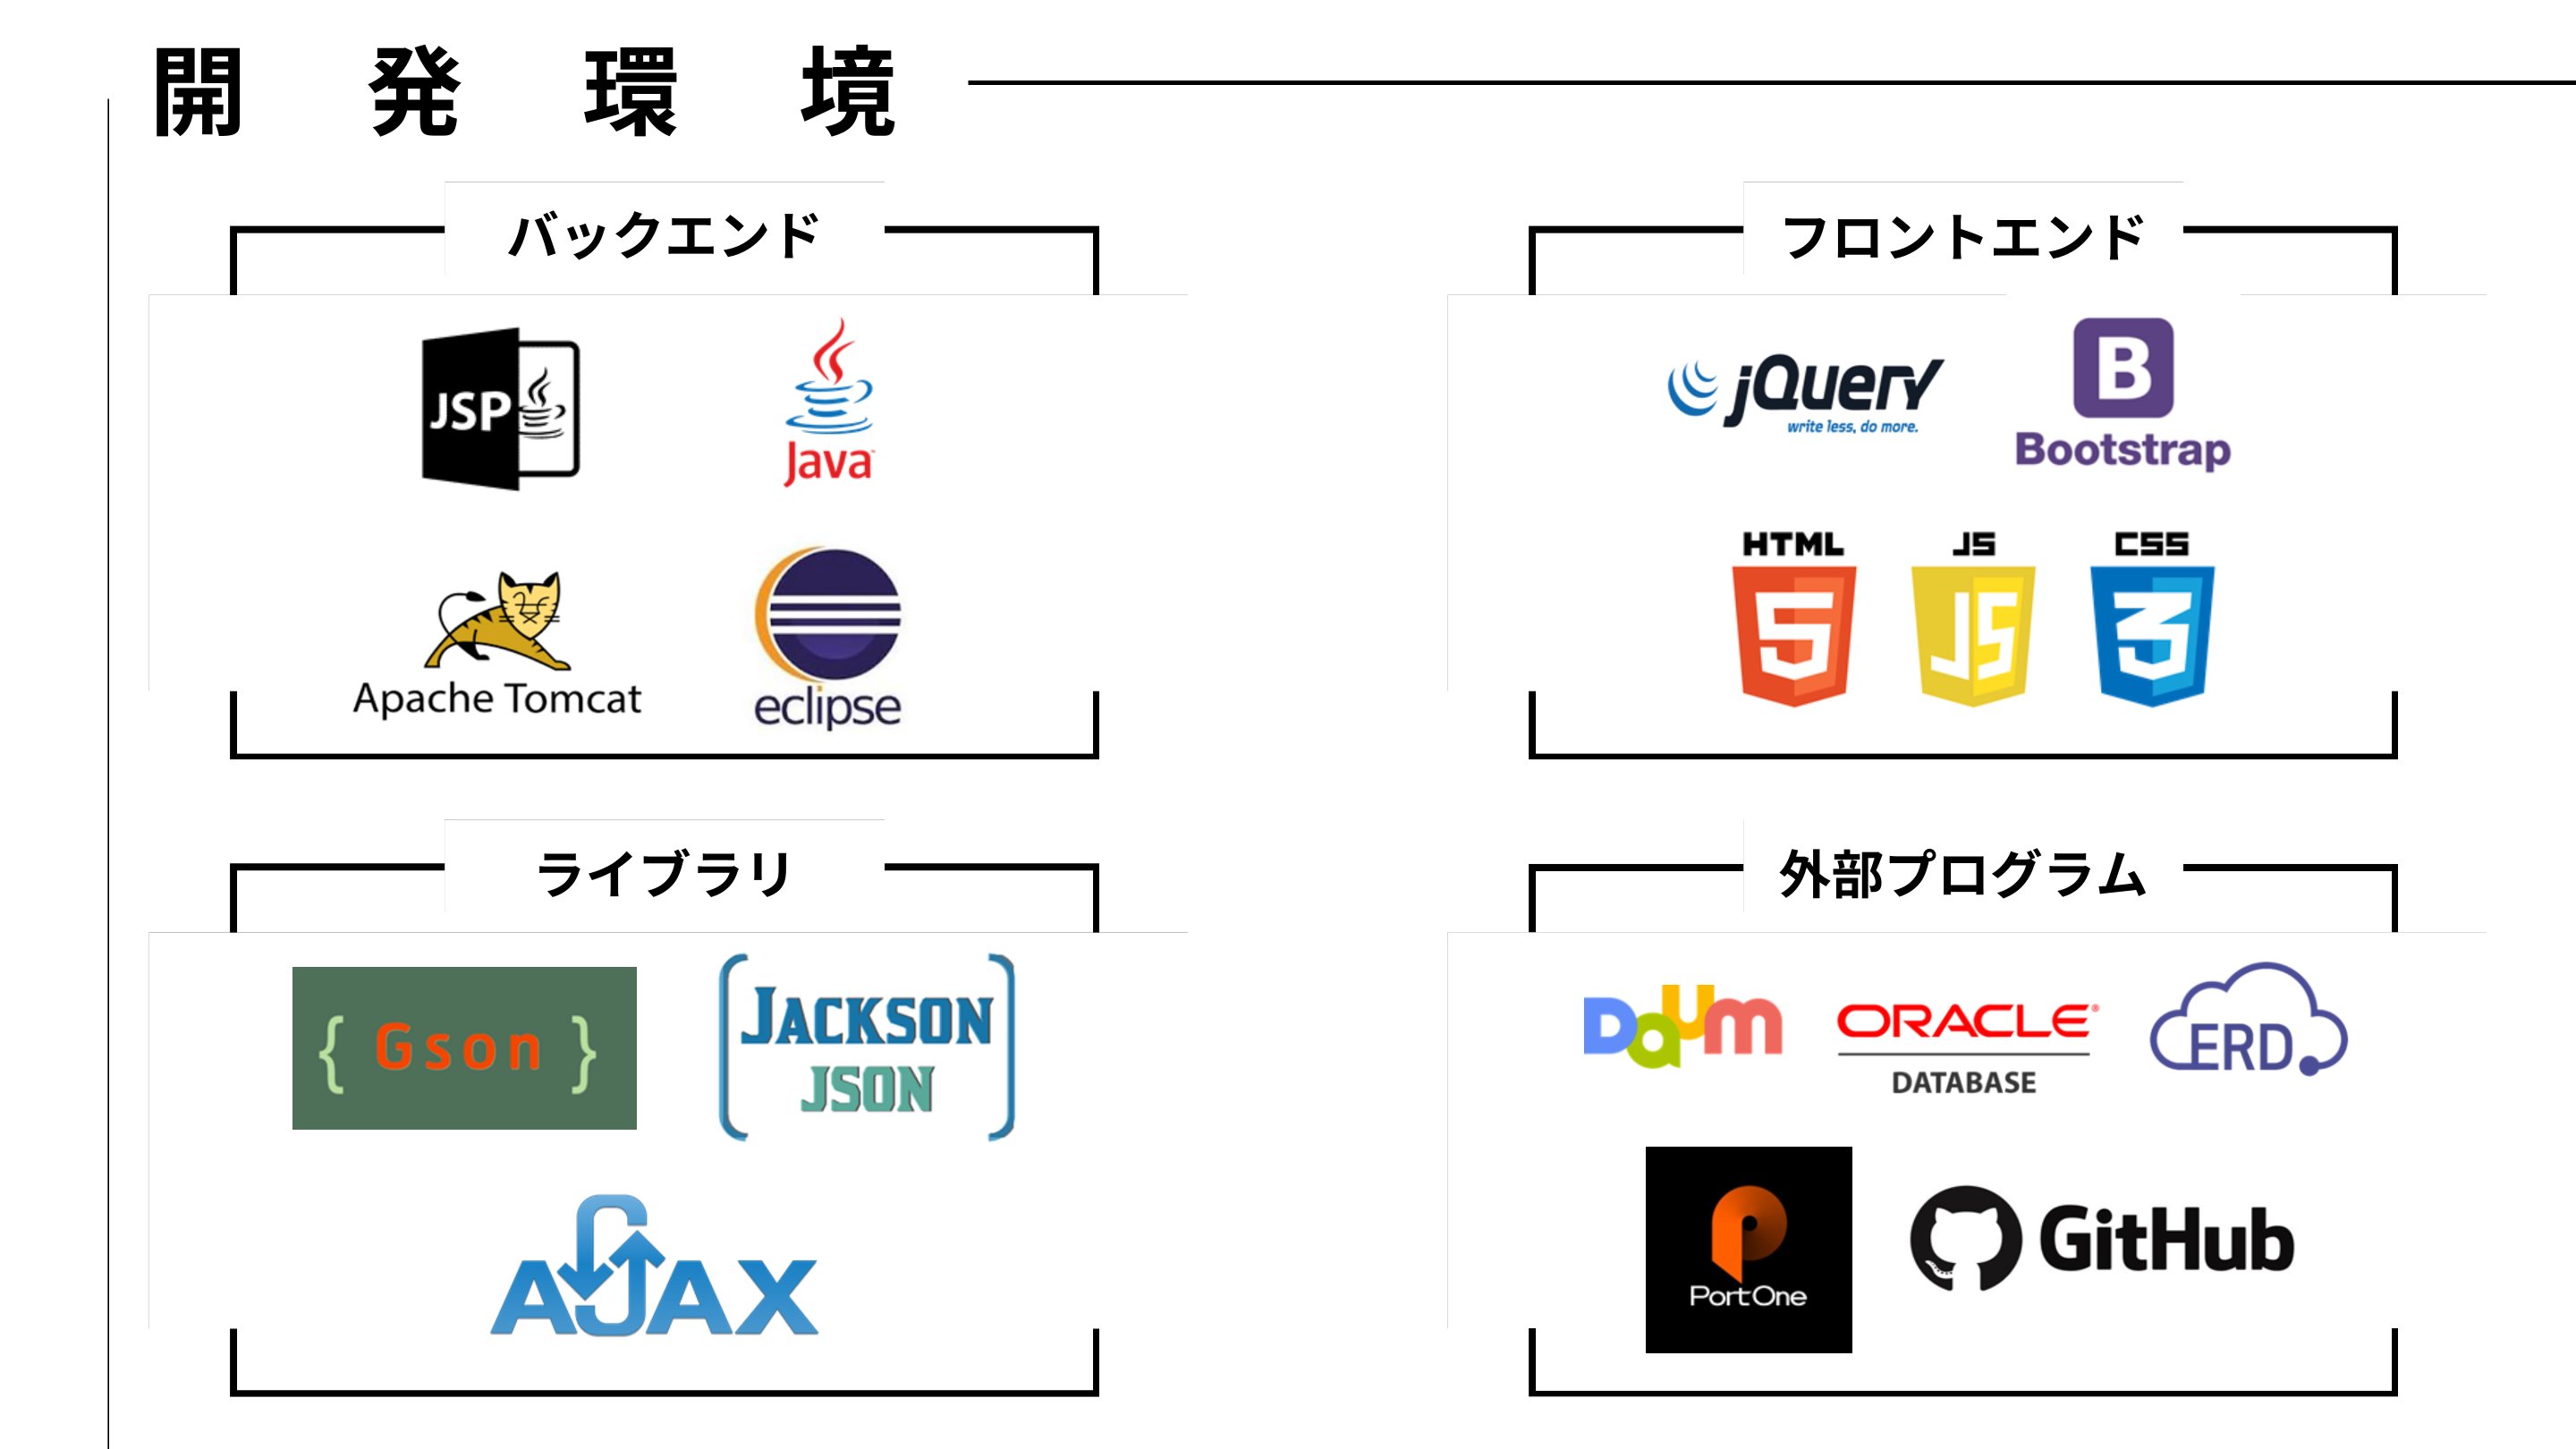 開発環境
バックエンド
JSP
Java
Apache Tomcat
eclipse
フロントエンド
jQuery
write less, do more.
B
Bootstrap
HTML JS CSS
5 JS 3
ライブラリ
{ Gson }
JACKSON
JSON
AJAX
外部プログラム
Daum
ORACLE®
DATABASE
ERD
PortOne
GitHub